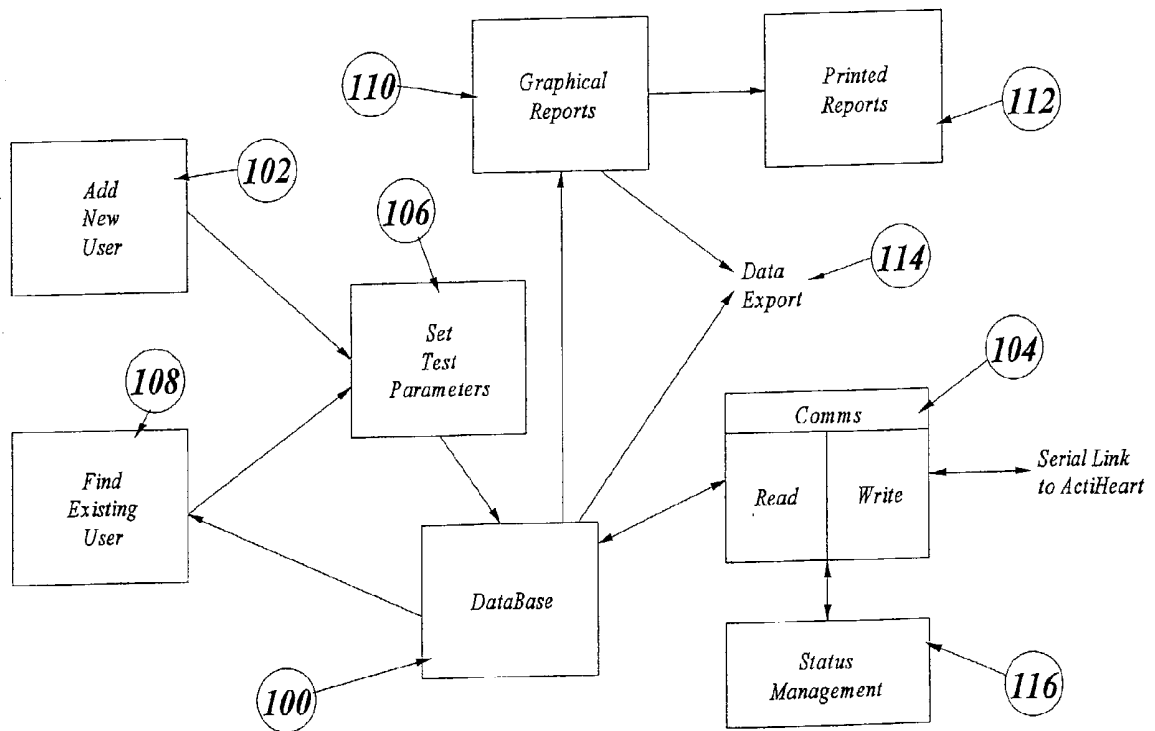 110
Graphical
Reports
Printed
Reports
112
Add
New
User
102
106
Set
Test
Parameters
Data
Export
114
108
Find
Existing
User
104
Comms
Read
Write
Serial Link
to ActiHeart
DataBase
100
Status
Management
116